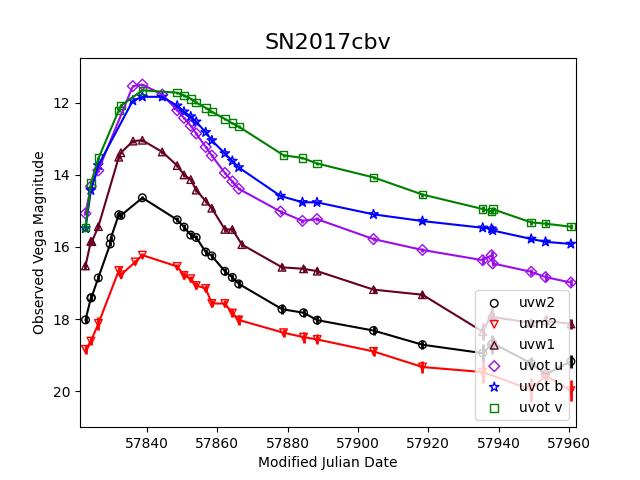 SN2017cbv
Observed Vega Magnitude
12
14
16
18
20
uvw2
uvm2
uvw1
uvot u
uvot b
uvot v
57840 57860 57880 57900 57920 57940 57960
Modified Julian Date